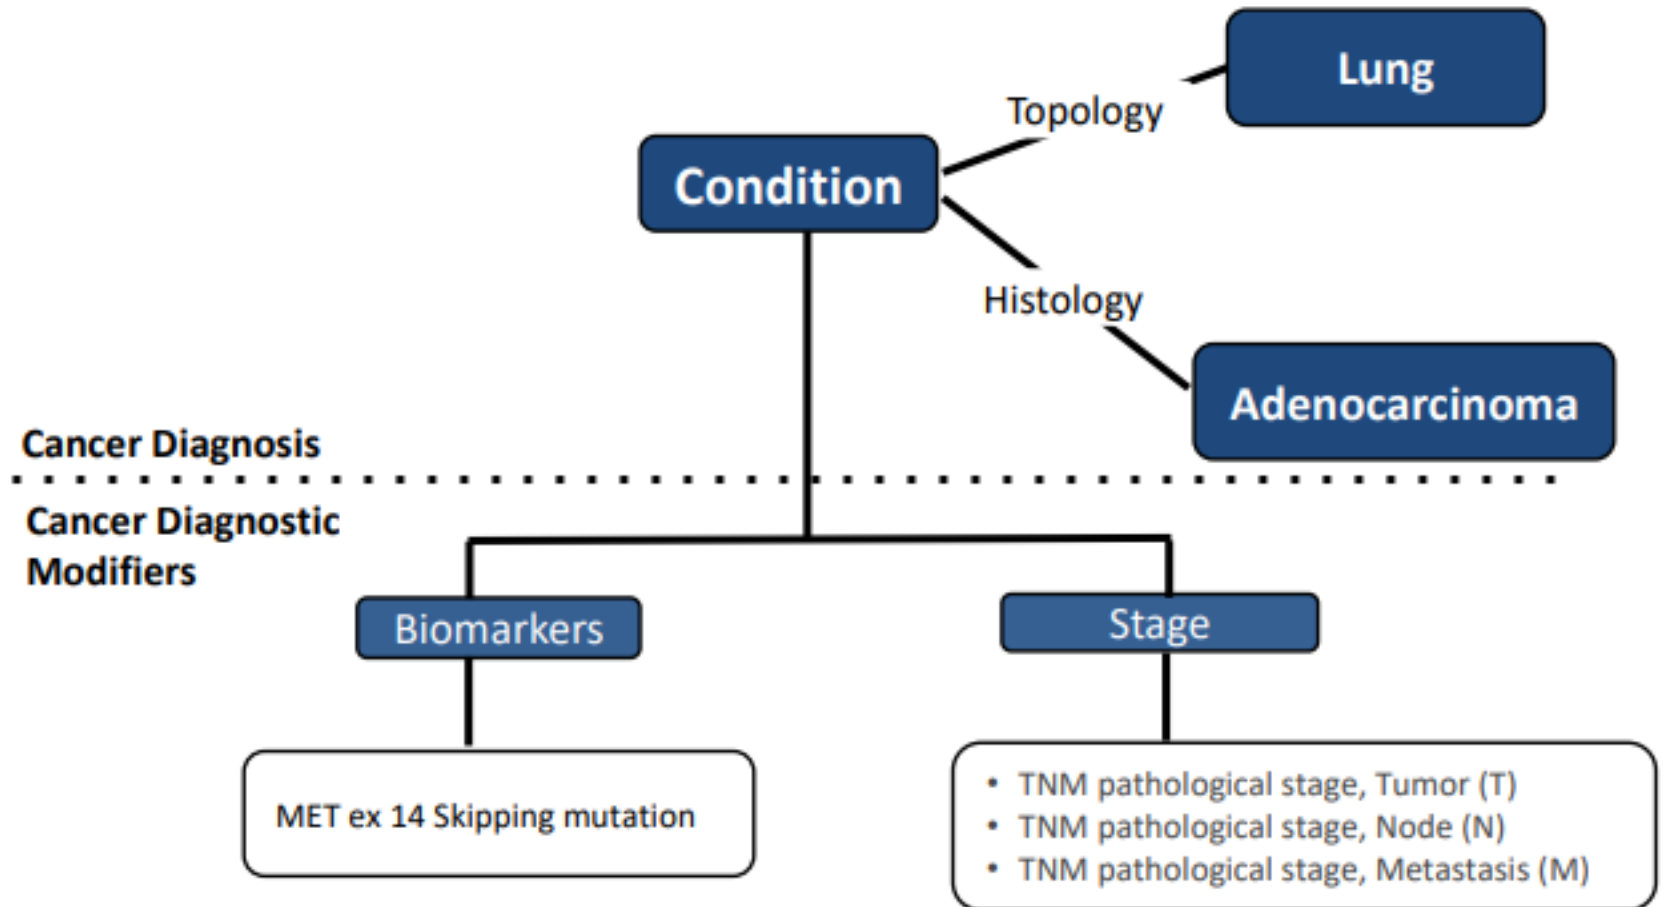 Lung
Topology
Condition
Histology
Adenocarcinoma
Cancer Diagnosis
Cancer Diagnostic
Modifiers
Biomarkers
Stage
MET ex 14 Skipping mutation
• TNM pathological stage, Tumor (T)
• TNM pathological stage, Node (N)
• TNM pathological stage, Metastasis (M)